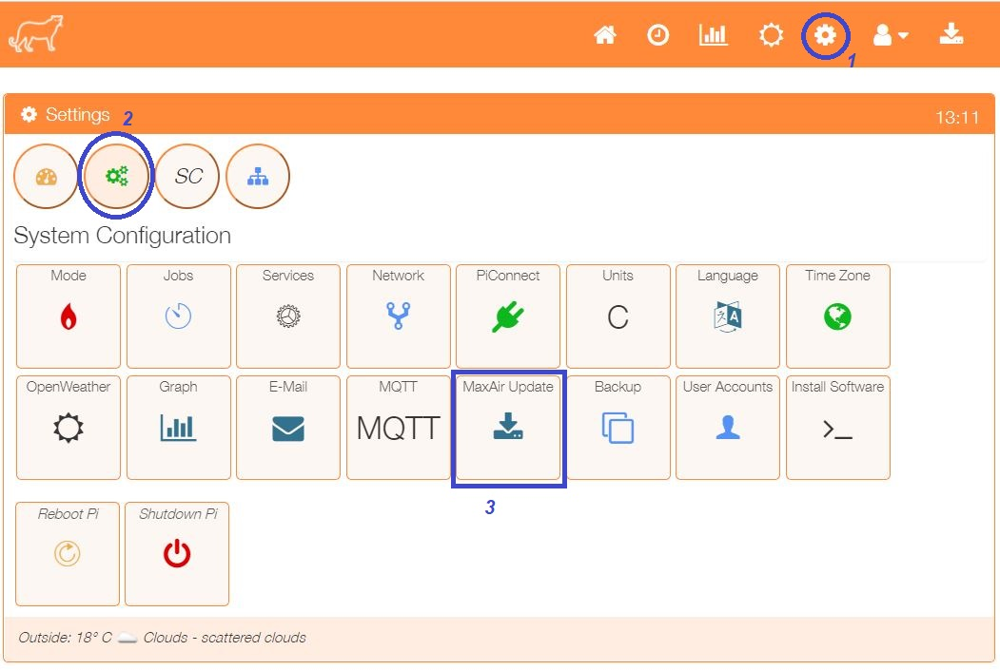 1
Settings 2 13:11
SC
System Configuration
Mode Jobs Services Network PiConnect Units Language Time Zone
C
OpenWeather Graph E-Mail MQTT MaxAir Update Backup User Accounts Install Software
MQTT >_
3
Reboot Pi Shutdown Pi
Outside: 18° C Clouds - scattered clouds